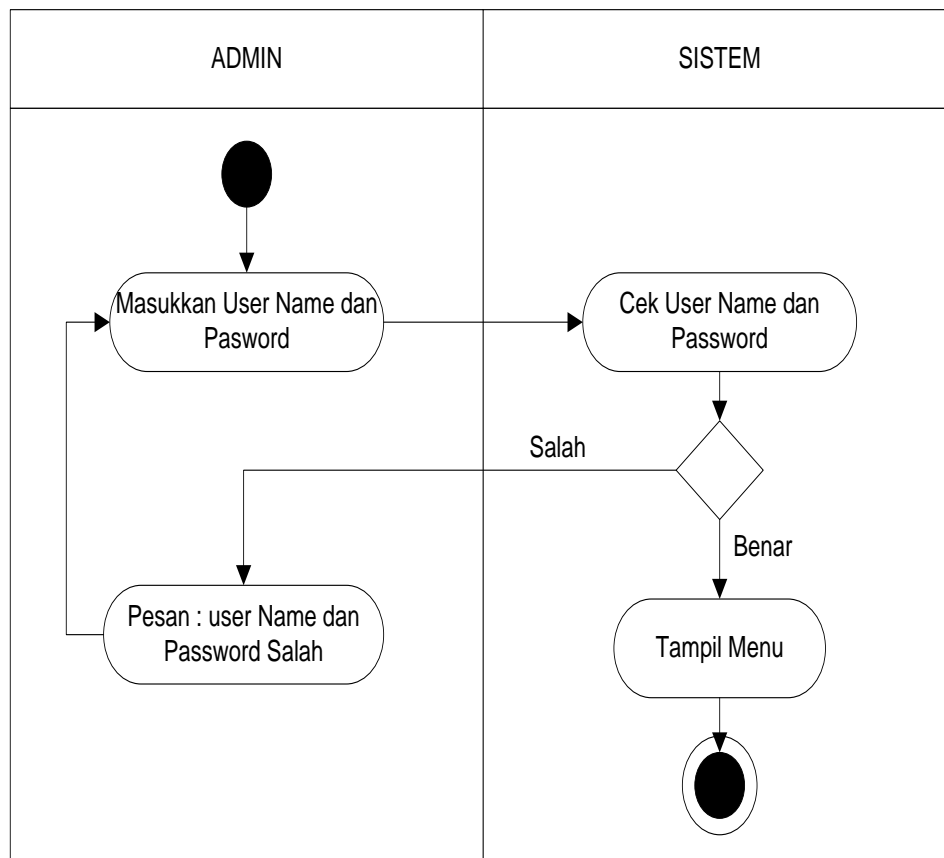 ADMIN
SISTEM
Masukkan User Name dan
Pasword
Cek User Name dan
Password
Salah
Benar
Pesan : user Name dan
Password Salah
Tampil Menu